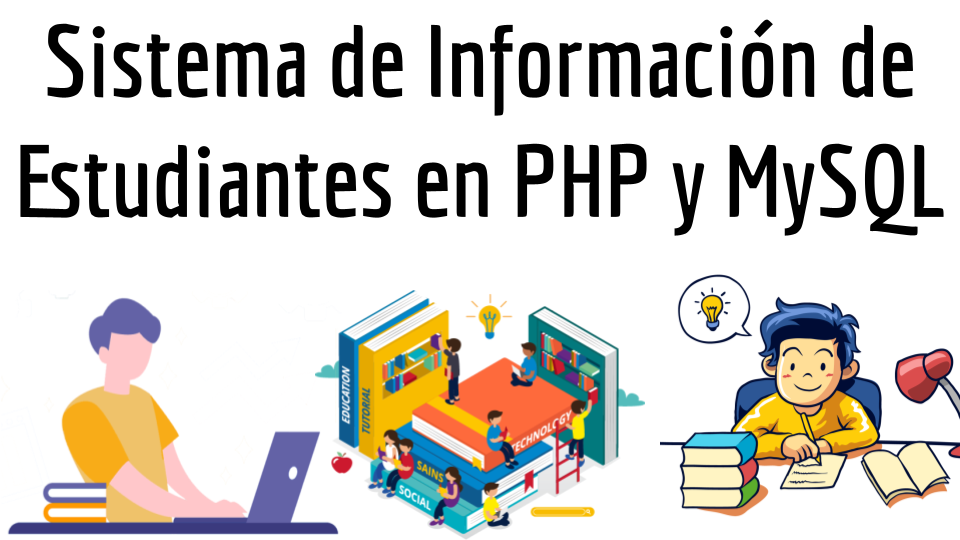 Sistema de Información de
Estudiantes en PHP y MySQL
EDUCATION
TUTORIAL
TECHNOLOGY
SAINS
SOCIAL